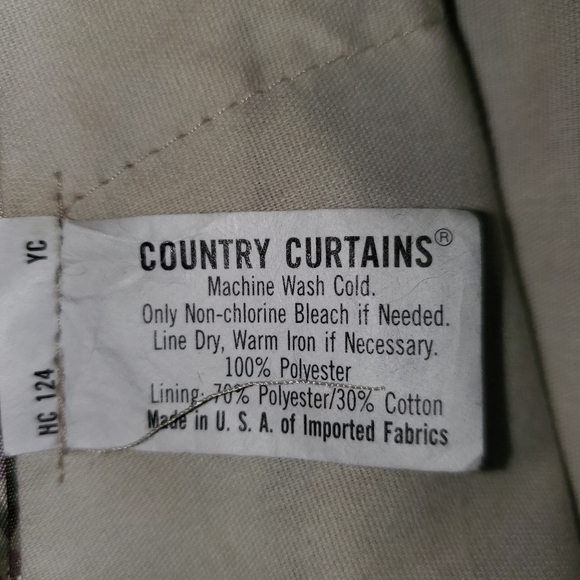 COUNTRY CURTAINS®
Machine Wash Cold.
Only Non-chlorine Bleach if Needed.
Line Dry, Warm Iron if Necessary.
100% Polyester
Lining: 70% Polyester/30% Cotton
Made in U. S. A. of Imported Fabrics
HC 124
YC